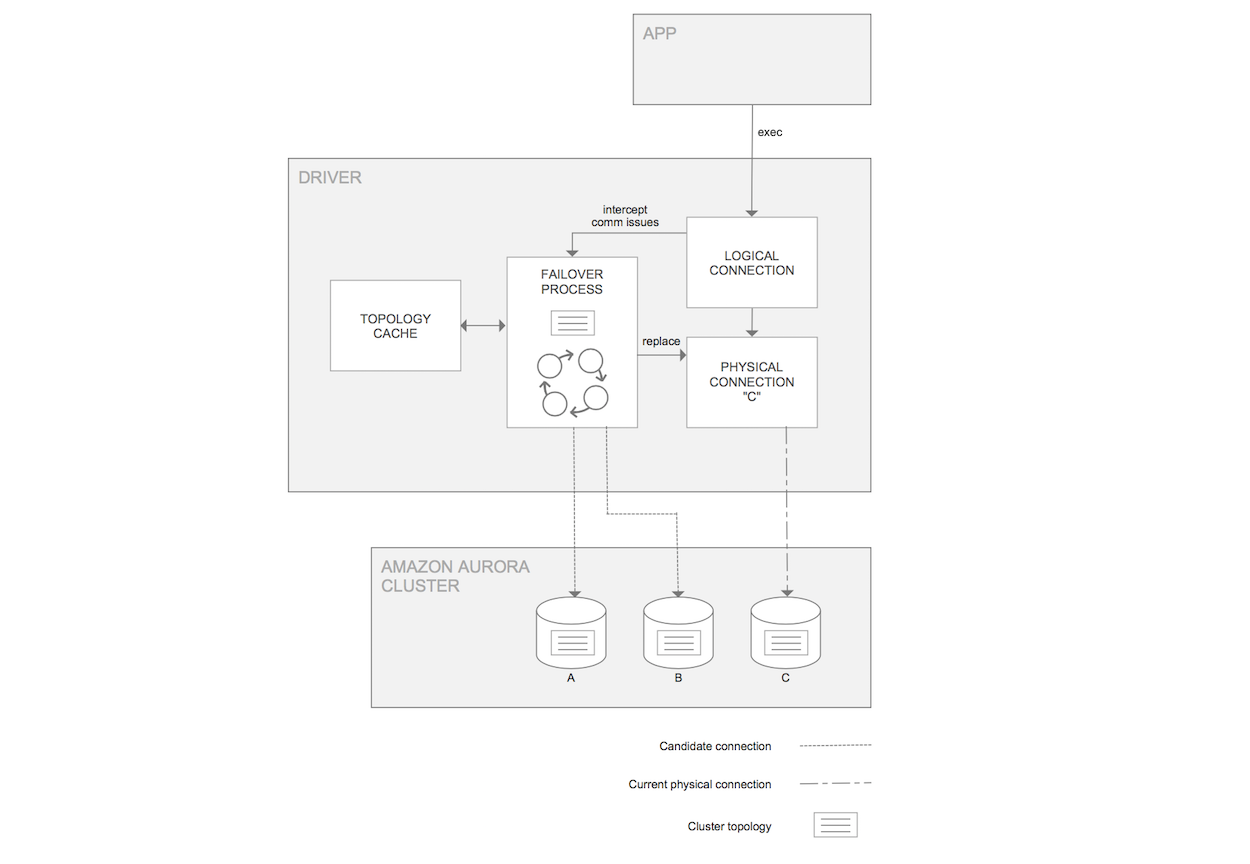 APP
exec
DRIVER
intercept
comm issues
LOGICAL
CONNECTION
FAILOVER
PROCESS
TOPOLOGY
CACHE
replace
PHYSICAL
CONNECTION
"C"
AMAZON AURORA
CLUSTER
A
B
C
Candidate connection
Current physical connection
Cluster topology